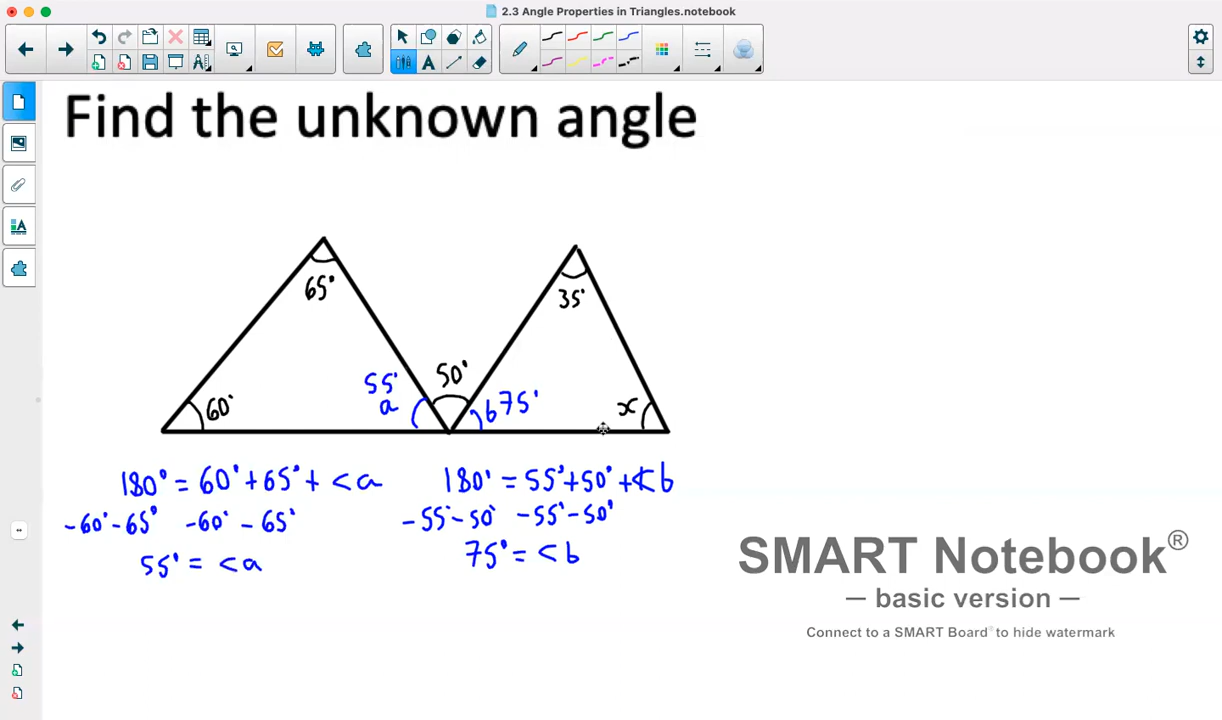 2.3 Angle Properties in Triangles.notebook
Find the unknown angle
65°
35°
50°
55°
a
b 75°
60°
x
180° = 60° + 65° + <a
180° = 55° + 50° + <b
-60° -65° -60° -65°
-55° -50° -55° -50°
55° = <a
75° = <b
SMART Notebook®
— basic version —
Connect to a SMART Board® to hide watermark